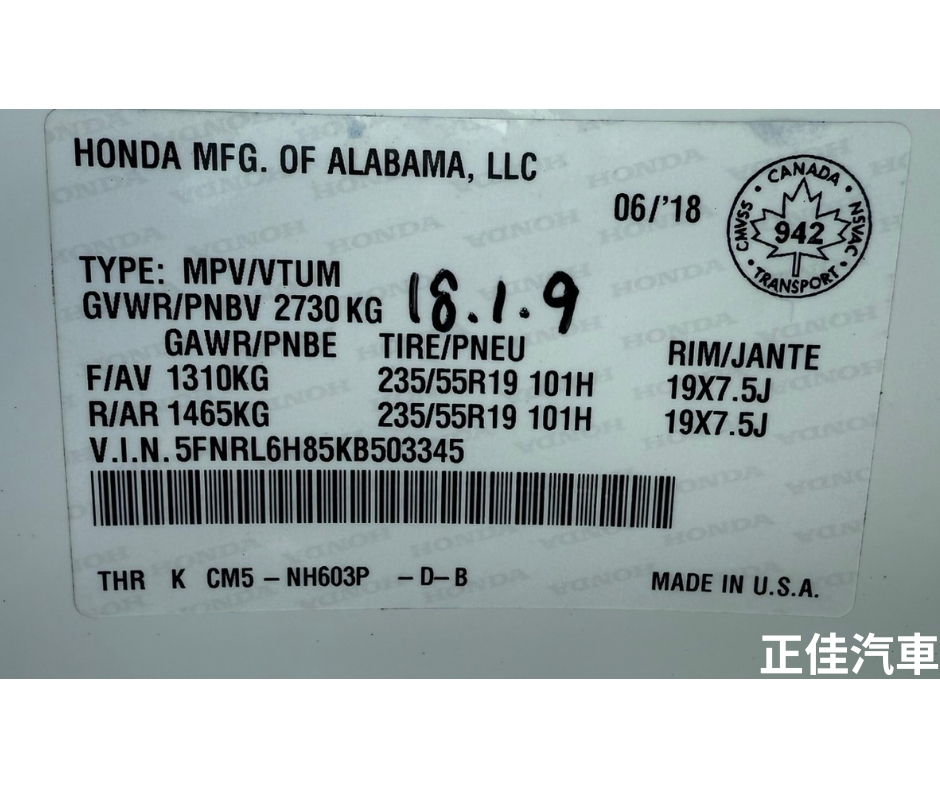 HONDA MFG. OF ALABAMA, LLC
06/'18
CANADA
CMVSS 942 NSVAC
TRANSPORT
TYPE: MPV/VTUM
GVWR/PNBV 2730 KG 18.1.9
GAWR/PNBE TIRE/PNEU RIM/JANTE
F/AV 1310KG 235/55R19 101H 19X7.5J
R/AR 1465KG 235/55R19 101H 19X7.5J
V.I.N. 5FNRL6H85KB503345
THR K CM5 – NH603P – D – B MADE IN U.S.A.
正佳汽車